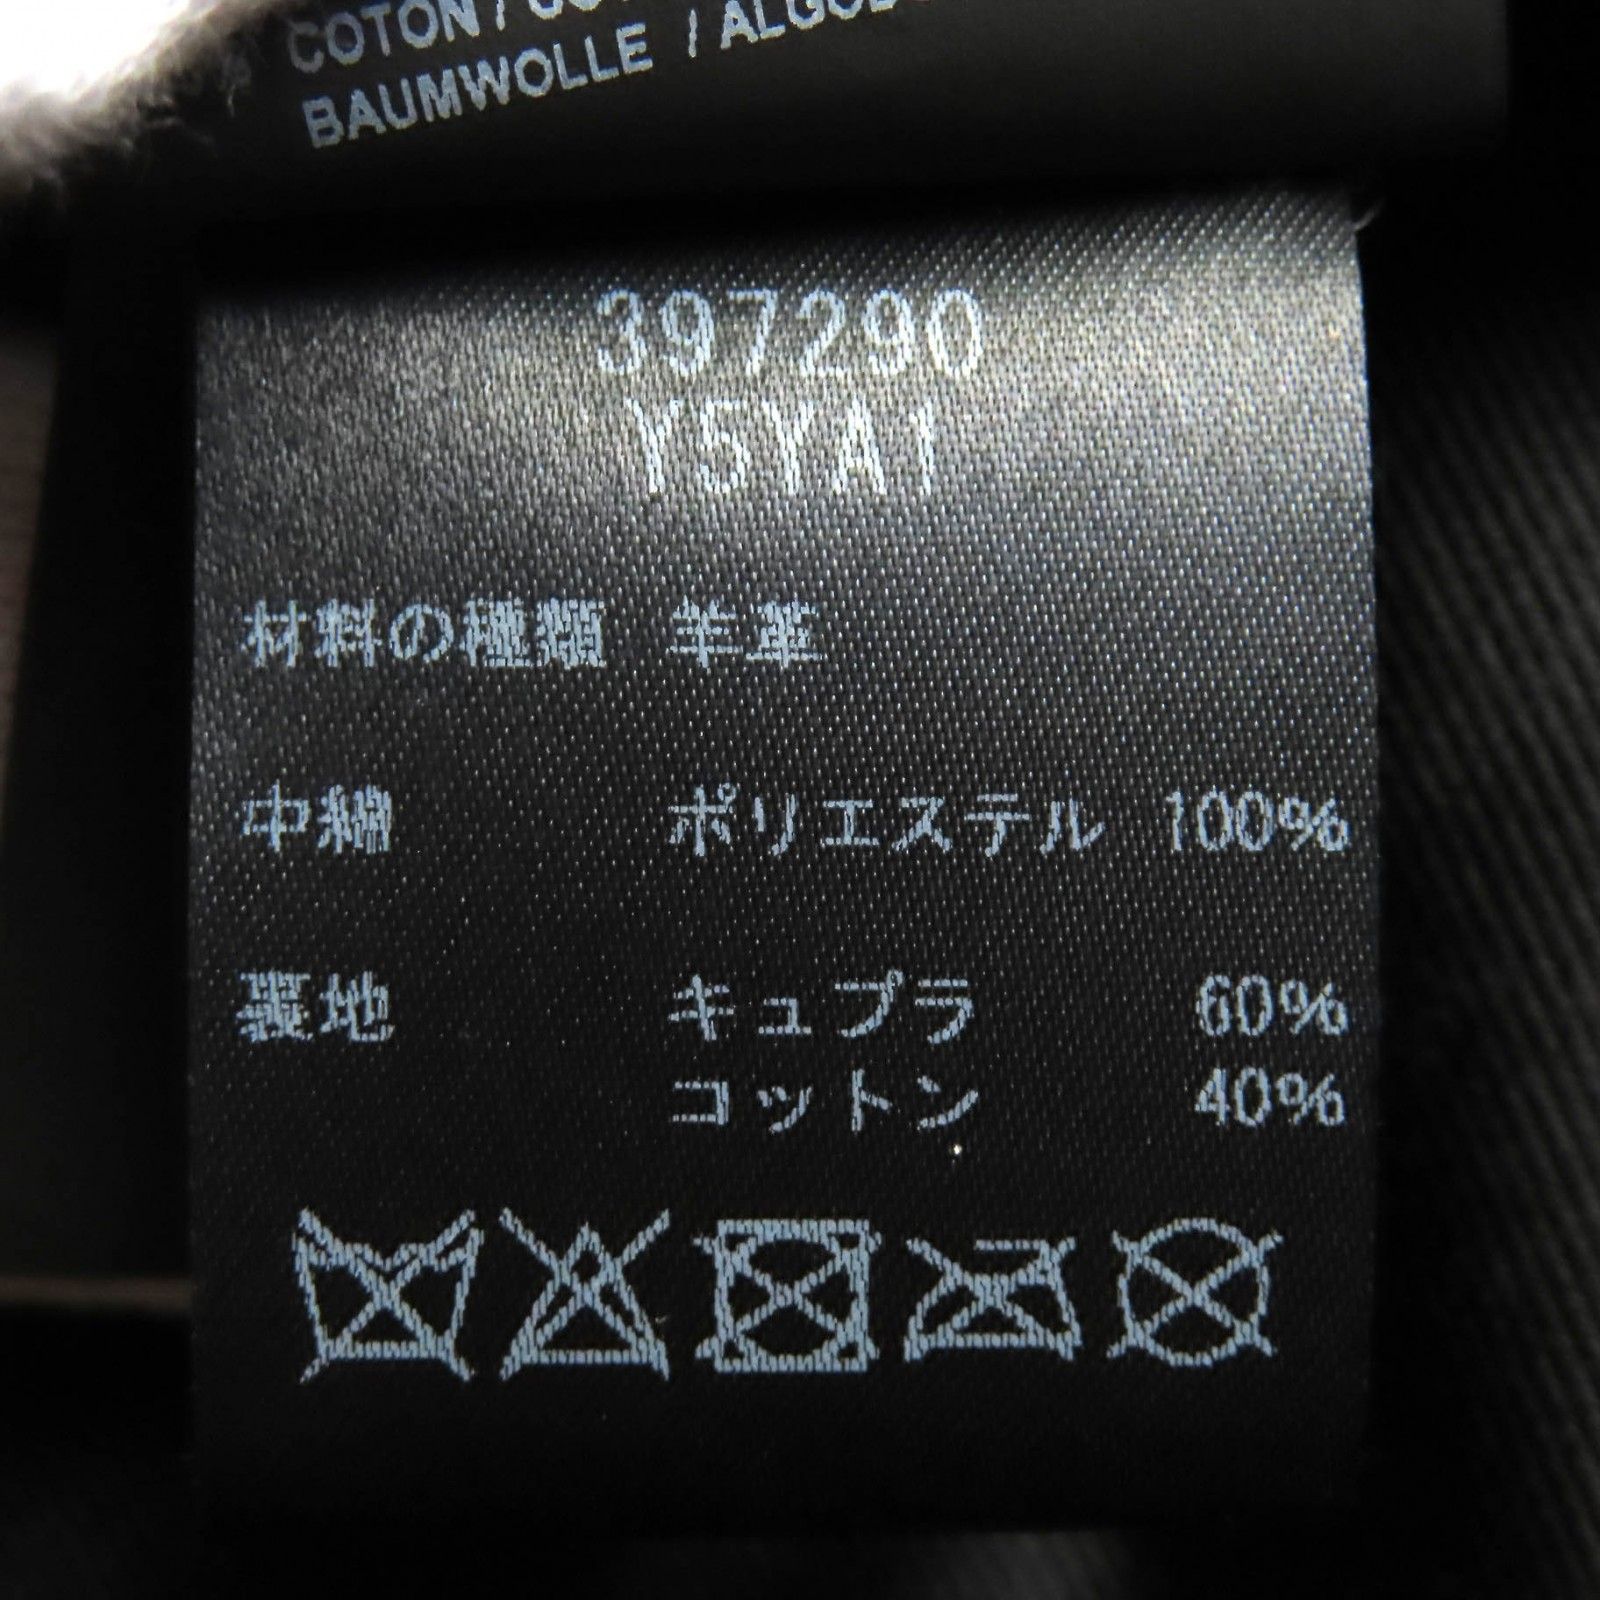 COTON /
BAUMWOLLE /
397290
Y5YA1
材料の種類 羊革
中綿 ポリエステル 100%
裏地 キュプラ 60%
コットン 40%